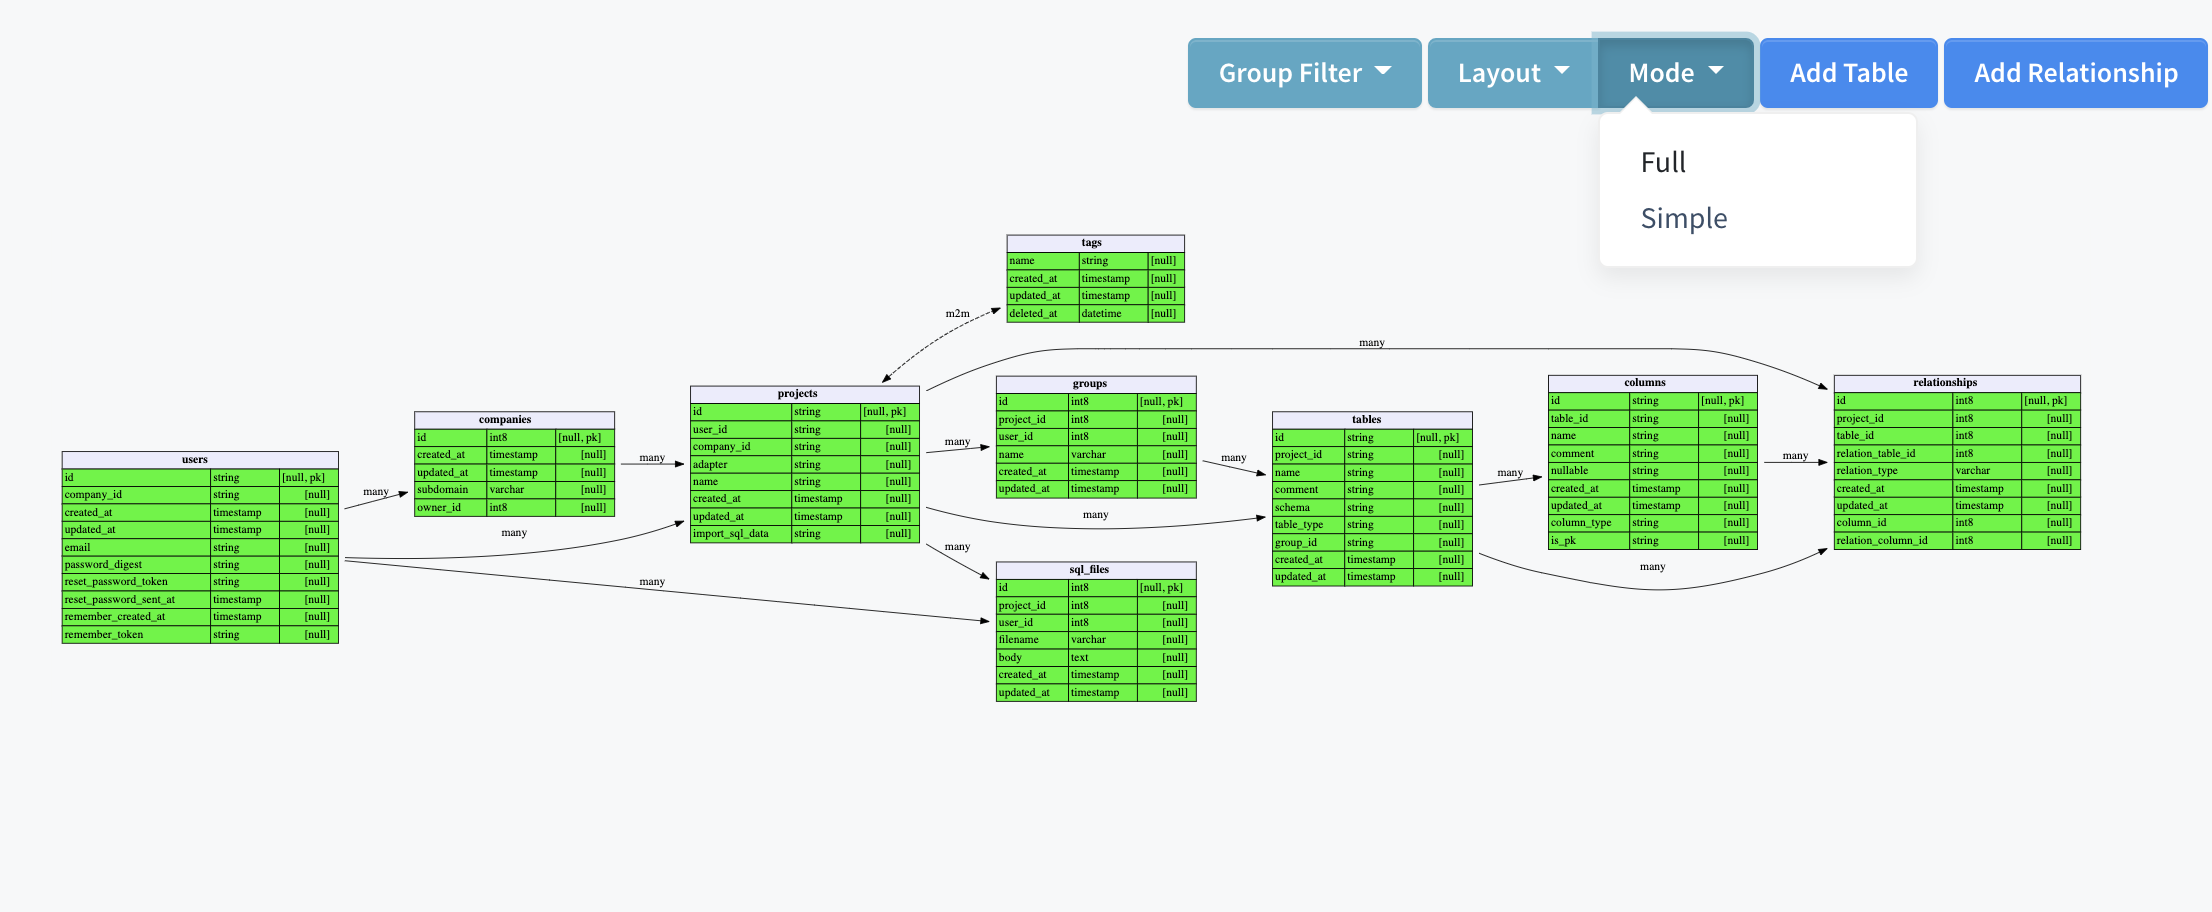 Group Filter
Layout
Mode
Add Table
Add Relationship
Full
Simple
tags
name string [null]
created_at timestamp [null]
updated_at timestamp [null]
deleted_at datetime [null]
m2m
many
users
id string [null, pk]
company_id string [null]
created_at timestamp [null]
updated_at timestamp [null]
email string [null]
password_digest string [null]
reset_password_token string [null]
reset_password_sent_at timestamp [null]
remember_created_at timestamp [null]
remember_token string [null]
many
many
many
companies
id int8 [null, pk]
created_at timestamp [null]
updated_at timestamp [null]
subdomain varchar [null]
owner_id int8 [null]
many
projects
id string [null, pk]
user_id string [null]
company_id string [null]
adapter string [null]
name string [null]
created_at timestamp [null]
updated_at timestamp [null]
import_sql_data string [null]
many
many
many
groups
id int8 [null, pk]
project_id int8 [null]
user_id int8 [null]
name varchar [null]
created_at timestamp [null]
updated_at timestamp [null]
many
sql_files
id int8 [null, pk]
project_id int8 [null]
user_id int8 [null]
filename varchar [null]
body text [null]
created_at timestamp [null]
updated_at timestamp [null]
tables
id string [null, pk]
project_id string [null]
name string [null]
comment string [null]
schema string [null]
table_type string [null]
group_id string [null]
created_at timestamp [null]
updated_at timestamp [null]
many
many
columns
id string [null, pk]
table_id string [null]
name string [null]
comment string [null]
nullable string [null]
created_at timestamp [null]
updated_at timestamp [null]
column_type string [null]
is_pk string [null]
many
relationships
id int8 [null, pk]
project_id int8 [null]
table_id int8 [null]
relation_table_id int8 [null]
relation_type varchar [null]
created_at timestamp [null]
updated_at timestamp [null]
column_id int8 [null]
relation_column_id int8 [null]